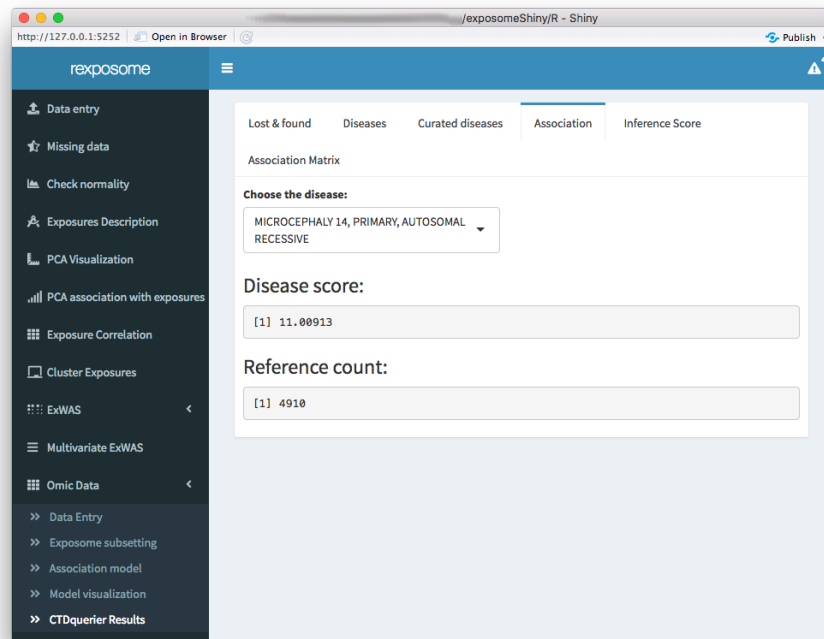 /exposomeShiny/R - Shiny
http://127.0.0.1:5252 Open in Browser Publish
rexposome
Data entry
Missing data
Check normality
Exposures Description
PCA Visualization
PCA association with exposures
Exposure Correlation
Cluster Exposures
ExWAS
Multivariate ExWAS
Omic Data
Data Entry
Exposome subsetting
Association model
Model visualization
CTDquerier Results
Lost & found Diseases Curated diseases Association Inference Score
Association Matrix
Choose the disease:
MICROCEPHALY 14, PRIMARY, AUTOSOMAL
RECESSIVE
Disease score:
[1] 11.00913
Reference count:
[1] 4910